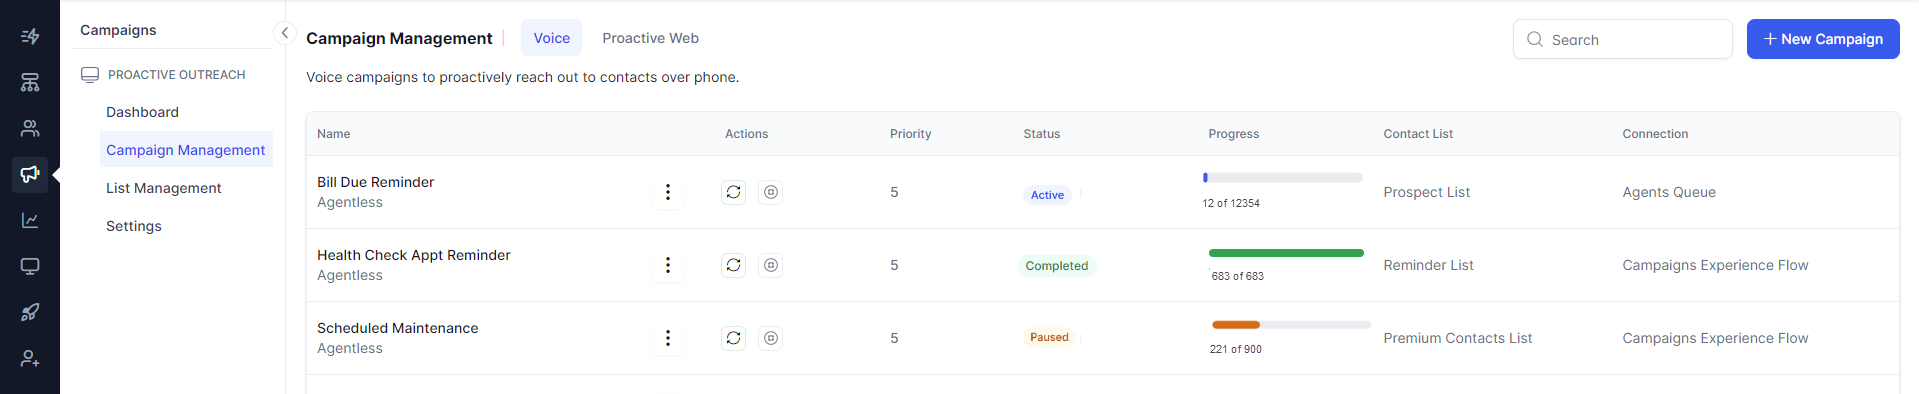 Campaigns
PROACTIVE OUTREACH
Dashboard
Campaign Management
List Management
Settings
Campaign Management
Voice
Proactive Web
Search
+ New Campaign
Voice campaigns to proactively reach out to contacts over phone.
Name Actions Priority Status Progress Contact List Connection
Bill Due Reminder
Agentless
5 Active 12 of 12354 Prospect List Agents Queue
Health Check Appt Reminder
Agentless
5 Completed 683 of 683 Reminder List Campaigns Experience Flow
Scheduled Maintenance
Agentless
5 Paused 221 of 900 Premium Contacts List Campaigns Experience Flow